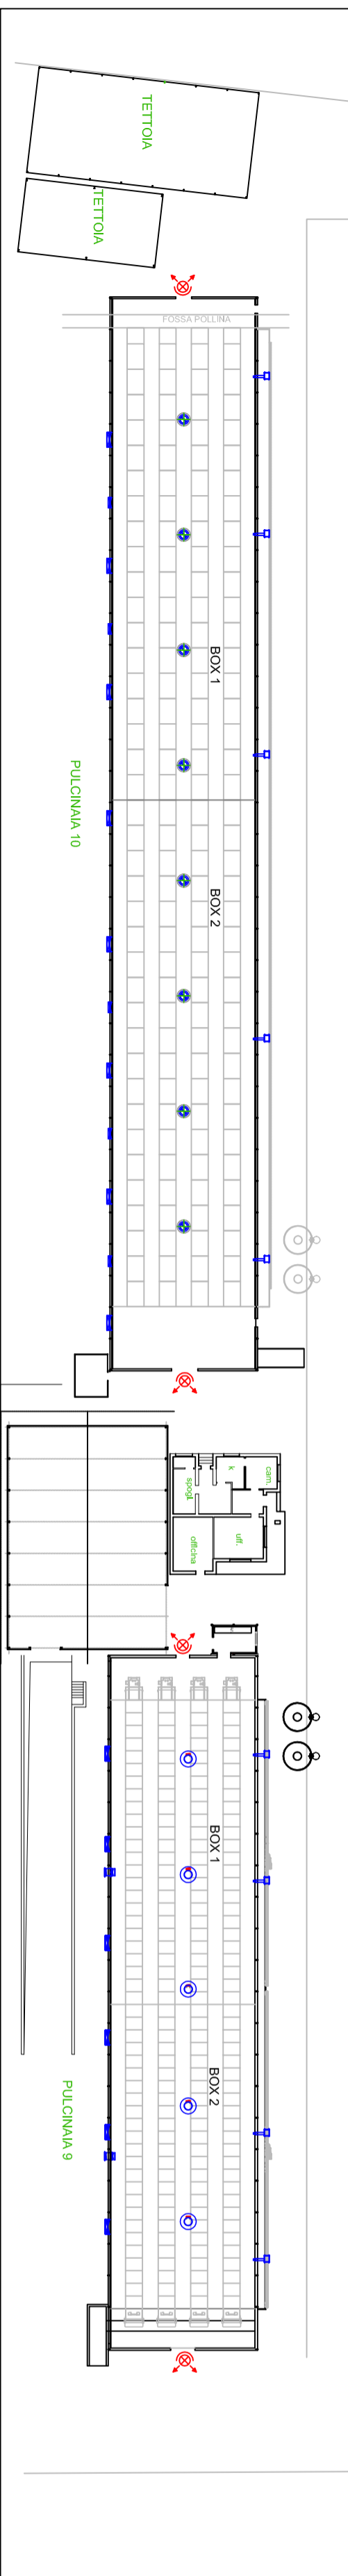 TETTOIA
TETTOIA
FOSSA POLLINA
BOX 1
PULCINAIA 10
BOX 2
cam.
k
spogl.
uff.
officina
BOX 1
BOX 2
PULCINAIA 9